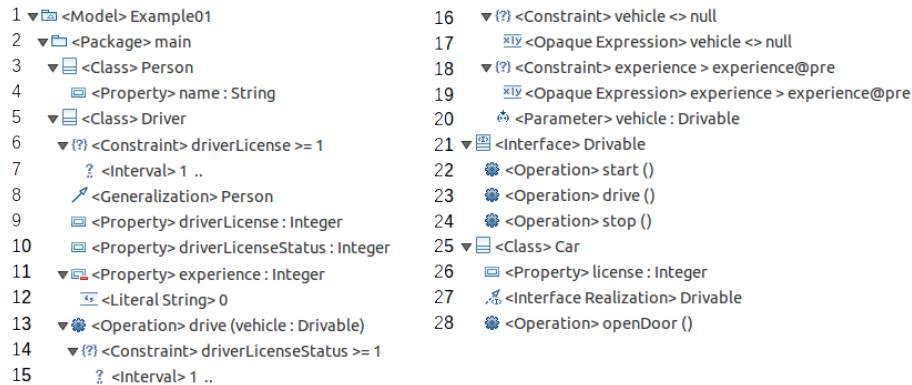 1 <Model> Example01
2 <Package> main
3 <Class> Person
4 <Property> name : String
5 <Class> Driver
6 {?} <Constraint> driverLicense >= 1
7 ? <Interval> 1 ..
8 <Generalization> Person
9 <Property> driverLicense : Integer
10 <Property> driverLicenseStatus : Integer
11 <Property> experience : Integer
12 <Literal String> 0
13 <Operation> drive (vehicle : Drivable)
14 {?} <Constraint> driverLicenseStatus >= 1
15 ? <Interval> 1 ..
16 {?} <Constraint> vehicle <> null
17 x|y <Opaque Expression> vehicle <> null
18 {?} <Constraint> experience > experience@pre
19 x|y <Opaque Expression> experience > experience@pre
20 <Parameter> vehicle : Drivable
21 <Interface> Drivable
22 <Operation> start ()
23 <Operation> drive ()
24 <Operation> stop ()
25 <Class> Car
26 <Property> license : Integer
27 <Interface Realization> Drivable
28 <Operation> openDoor ()